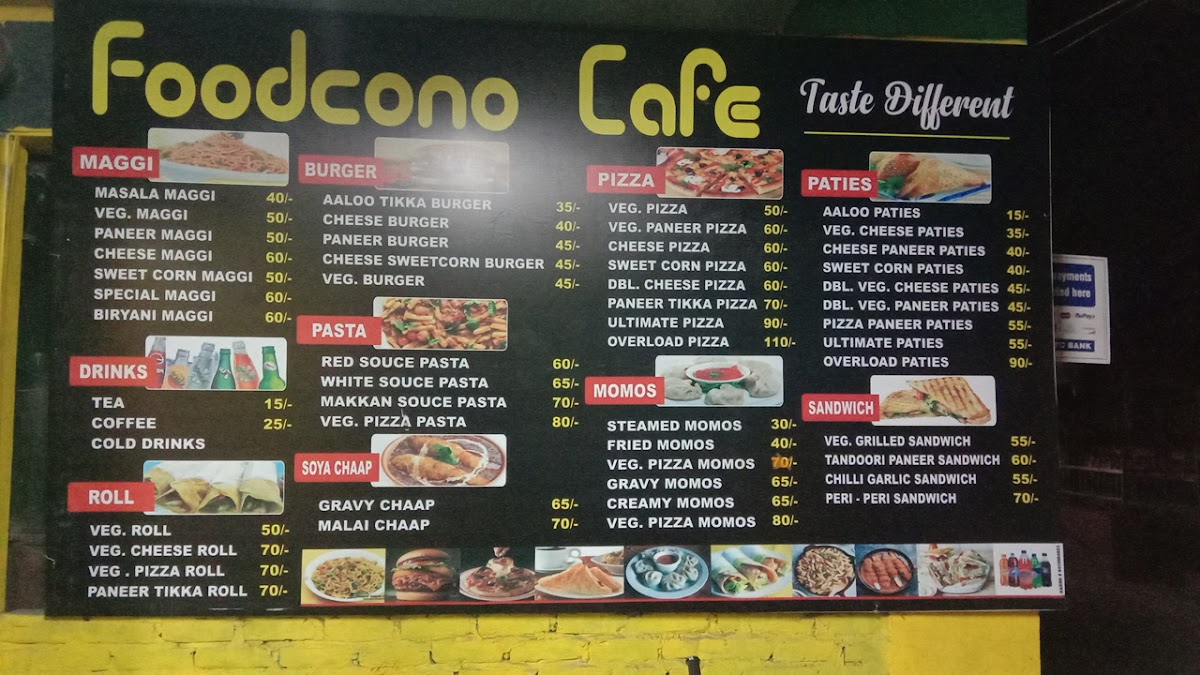 Foodcono Cafe
Taste Different
MAGGI
MASALA MAGGI 40/-
VEG. MAGGI 50/-
PANEER MAGGI 50/-
CHEESE MAGGI 60/-
SWEET CORN MAGGI 50/-
SPECIAL MAGGI 60/-
BIRYANI MAGGI 60/-
DRINKS
TEA 15/-
COFFEE 25/-
COLD DRINKS
ROLL
VEG. ROLL 50/-
VEG. CHEESE ROLL 70/-
VEG . PIZZA ROLL 70/-
PANEER TIKKA ROLL 70/-
BURGER
AALOO TIKKA BURGER 35/-
CHEESE BURGER 40/-
PANEER BURGER 45/-
CHEESE SWEETCORN BURGER 45/-
VEG. BURGER 45/-
PASTA
RED SOUCE PASTA 60/-
WHITE SOUCE PASTA 65/-
MAKKAN SOUCE PASTA 70/-
VEG. PIZZA PASTA 80/-
SOYA CHAAP
GRAVY CHAAP 65/-
MALAI CHAAP 70/-
PIZZA
VEG. PIZZA 50/-
VEG. PANEER PIZZA 60/-
CHEESE PIZZA 60/-
SWEET CORN PIZZA 60/-
DBL. CHEESE PIZZA 60/-
PANEER TIKKA PIZZA 70/-
ULTIMATE PIZZA 90/-
OVERLOAD PIZZA 110/-
MOMOS
STEAMED MOMOS 30/-
FRIED MOMOS 40/-
VEG. PIZZA MOMOS 70/-
GRAVY MOMOS 65/-
CREAMY MOMOS 65/-
VEG. PIZZA MOMOS 80/-
PATIES
AALOO PATIES 15/-
VEG. CHEESE PATIES 35/-
CHEESE PANEER PATIES 40/-
SWEET CORN PATIES 40/-
DBL. VEG. CHEESE PATIES 45/-
DBL. VEG. PANEER PATIES 45/-
PIZZA PANEER PATIES 55/-
ULTIMATE PATIES 55/-
OVERLOAD PATIES 90/-
SANDWICH
VEG. GRILLED SANDWICH 55/-
TANDOORI PANEER SANDWICH 60/-
CHILLI GARLIC SANDWICH 55/-
PERI - PERI SANDWICH 70/-
payments
here
BANK